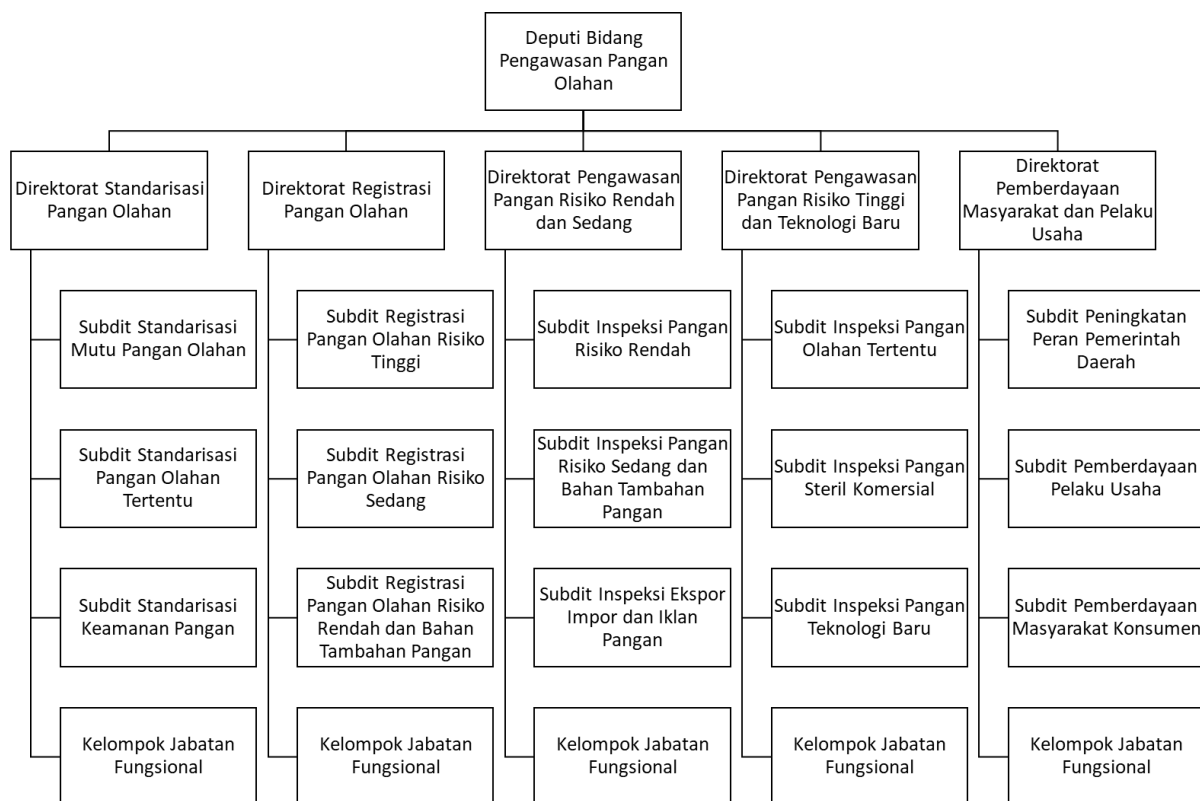 Deputi Bidang
Pengawasan Pangan
Olahan
Direktorat Standarisasi
Pangan Olahan
Direktorat Registrasi
Pangan Olahan
Direktorat Pengawasan
Pangan Risiko Rendah
dan Sedang
Direktorat Pengawasan
Pangan Risiko Tinggi
dan Teknologi Baru
Direktorat
Pemberdayaan
Masyarakat dan Pelaku
Usaha
Subdit Standarisasi
Mutu Pangan Olahan
Subdit Registrasi
Pangan Olahan Risiko
Tinggi
Subdit Inspeksi Pangan
Risiko Rendah
Subdit Inspeksi Pangan
Olahan Tertentu
Subdit Peningkatan
Peran Pemerintah
Daerah
Subdit Standarisasi
Pangan Olahan
Tertentu
Subdit Registrasi
Pangan Olahan Risiko
Sedang
Subdit Inspeksi Pangan
Risiko Sedang dan
Bahan Tambahan
Pangan
Subdit Inspeksi Pangan
Steril Komersial
Subdit Pemberdayaan
Pelaku Usaha
Subdit Standarisasi
Keamanan Pangan
Subdit Registrasi
Pangan Olahan Risiko
Rendah dan Bahan
Tambahan Pangan
Subdit Inspeksi Ekspor
Impor dan Iklan
Pangan
Subdit Inspeksi Pangan
Teknologi Baru
Subdit Pemberdayaan
Masyarakat Konsumen
Kelompok Jabatan
Fungsional
Kelompok Jabatan
Fungsional
Kelompok Jabatan
Fungsional
Kelompok Jabatan
Fungsional
Kelompok Jabatan
Fungsional